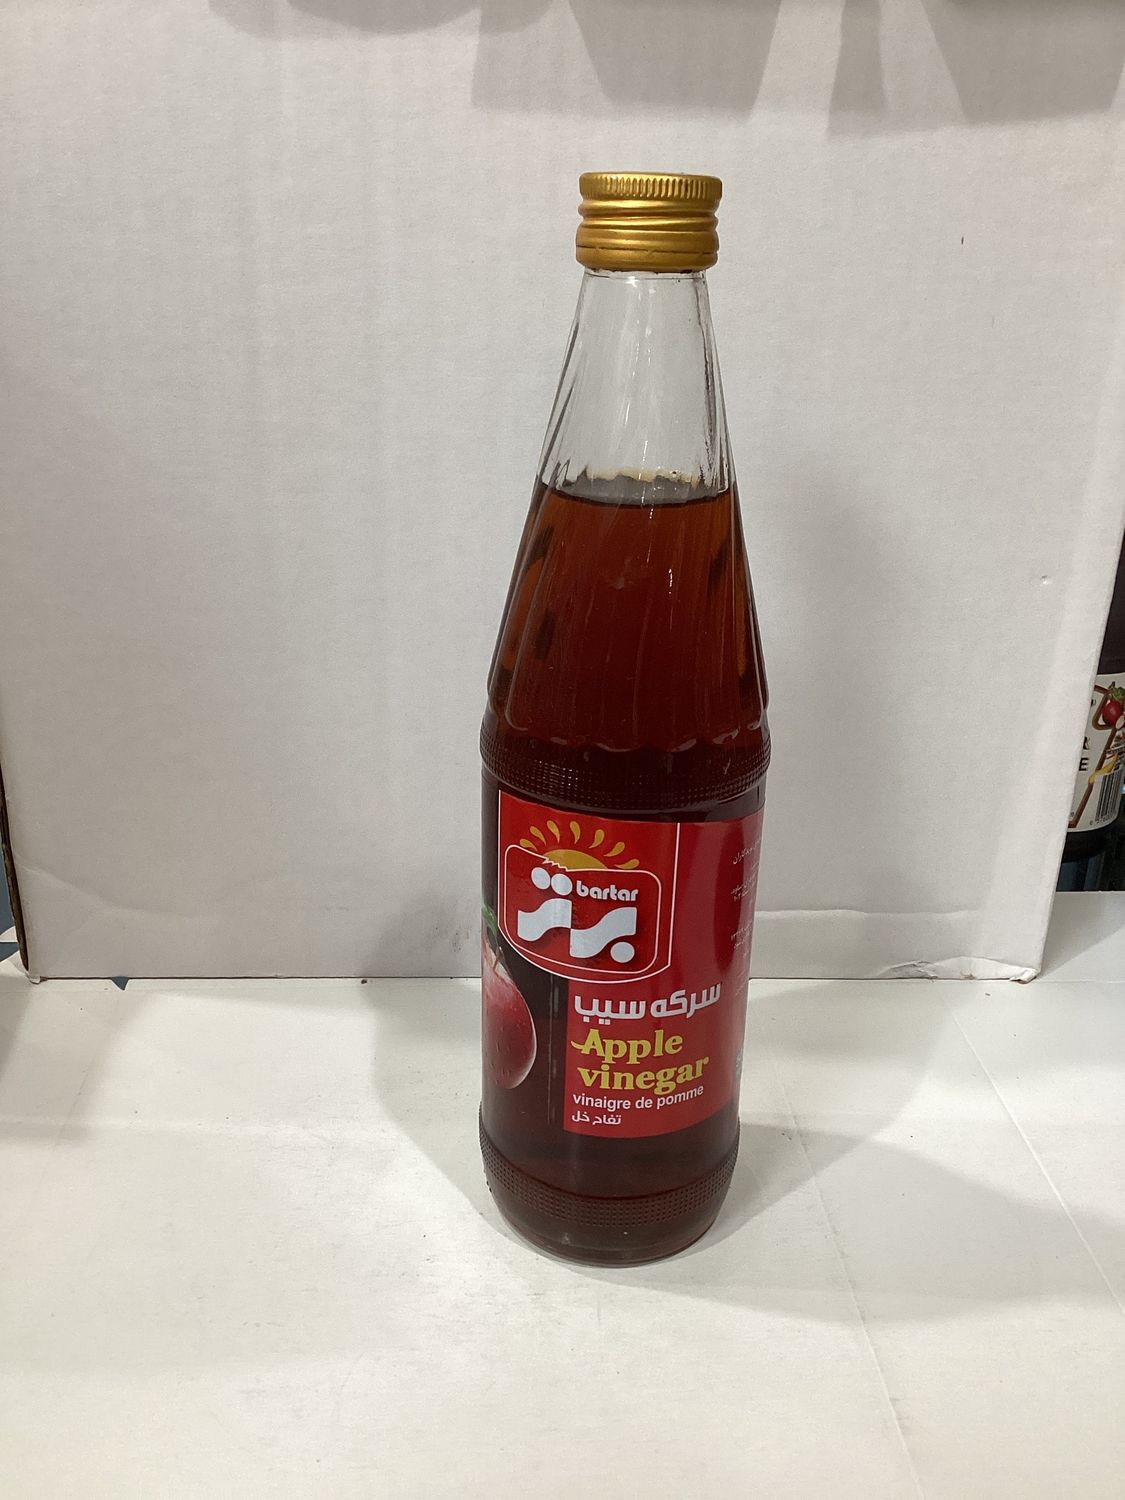 bartar
برتر
سرکه سیب
Apple
vinegar
vinaigre de pomme
تفاح خل